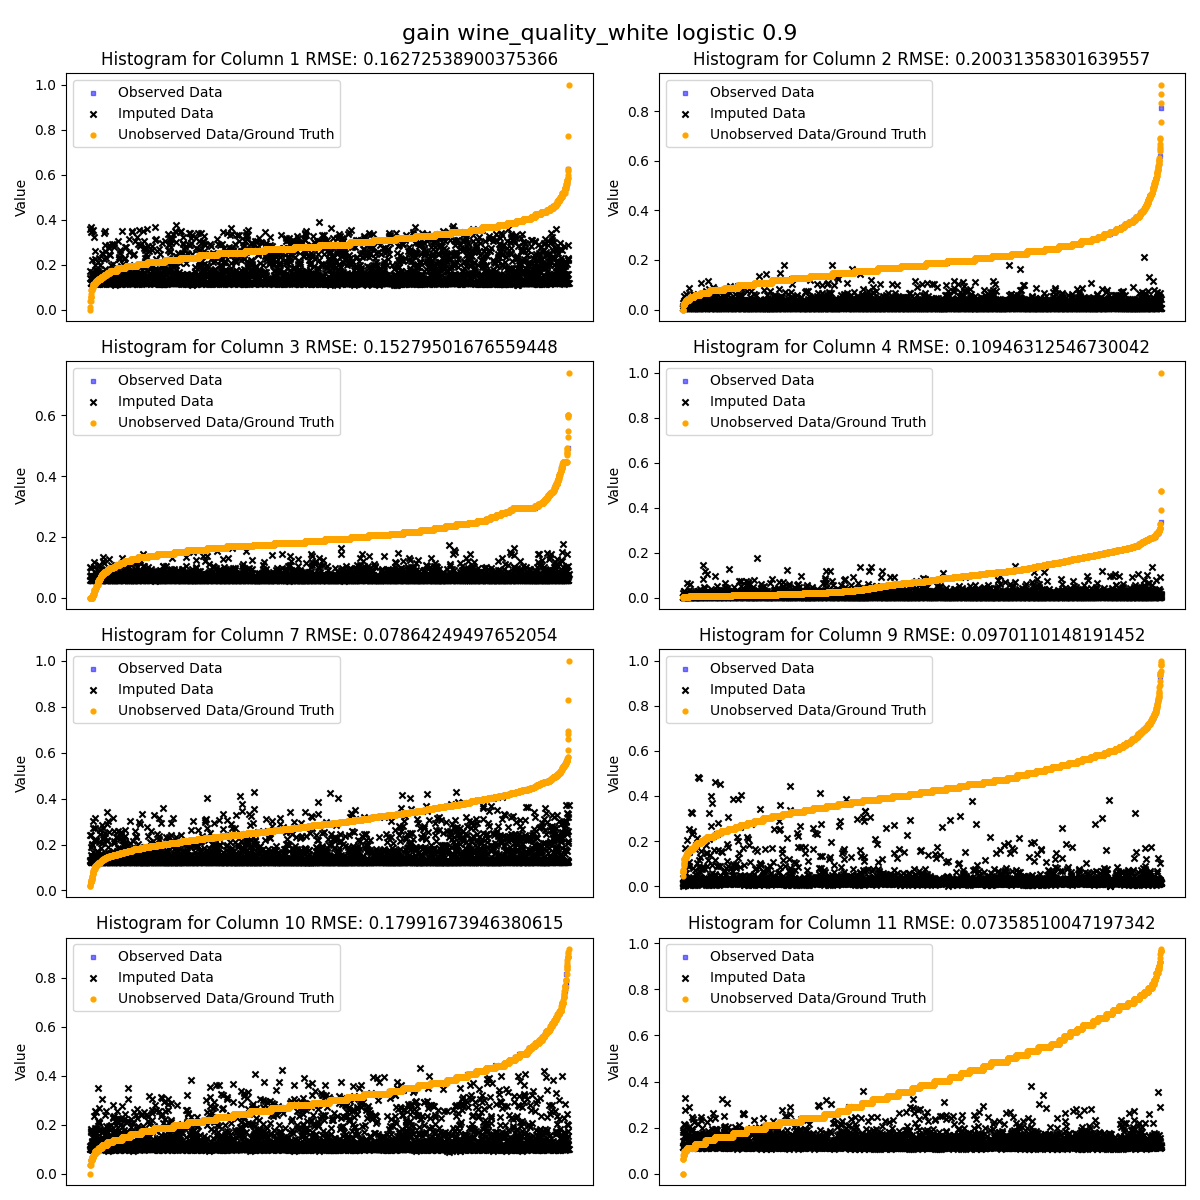 gain wine_quality_white logistic 0.9
Histogram for Column 1 RMSE: 0.16272538900375366
Histogram for Column 2 RMSE: 0.20031358301639557
1.0
0.8
0.6
0.4
0.2
0.0
Value
Observed Data
Imputed Data
Unobserved Data/Ground Truth
0.8
0.6
0.4
0.2
0.0
Value
Observed Data
Imputed Data
Unobserved Data/Ground Truth
Histogram for Column 3 RMSE: 0.15279501676559448
Histogram for Column 4 RMSE: 0.10946312546730042
0.6
0.4
0.2
0.0
Value
Observed Data
Imputed Data
Unobserved Data/Ground Truth
1.0
0.8
0.6
0.4
0.2
0.0
Value
Observed Data
Imputed Data
Unobserved Data/Ground Truth
Histogram for Column 7 RMSE: 0.07864249497652054
Histogram for Column 9 RMSE: 0.0970110148191452
1.0
0.8
0.6
0.4
0.2
0.0
Value
Observed Data
Imputed Data
Unobserved Data/Ground Truth
1.0
0.8
0.6
0.4
0.2
0.0
Value
Observed Data
Imputed Data
Unobserved Data/Ground Truth
Histogram for Column 10 RMSE: 0.17991673946380615
Histogram for Column 11 RMSE: 0.07358510047197342
0.8
0.6
0.4
0.2
0.0
Value
Observed Data
Imputed Data
Unobserved Data/Ground Truth
1.0
0.8
0.6
0.4
0.2
0.0
Value
Observed Data
Imputed Data
Unobserved Data/Ground Truth